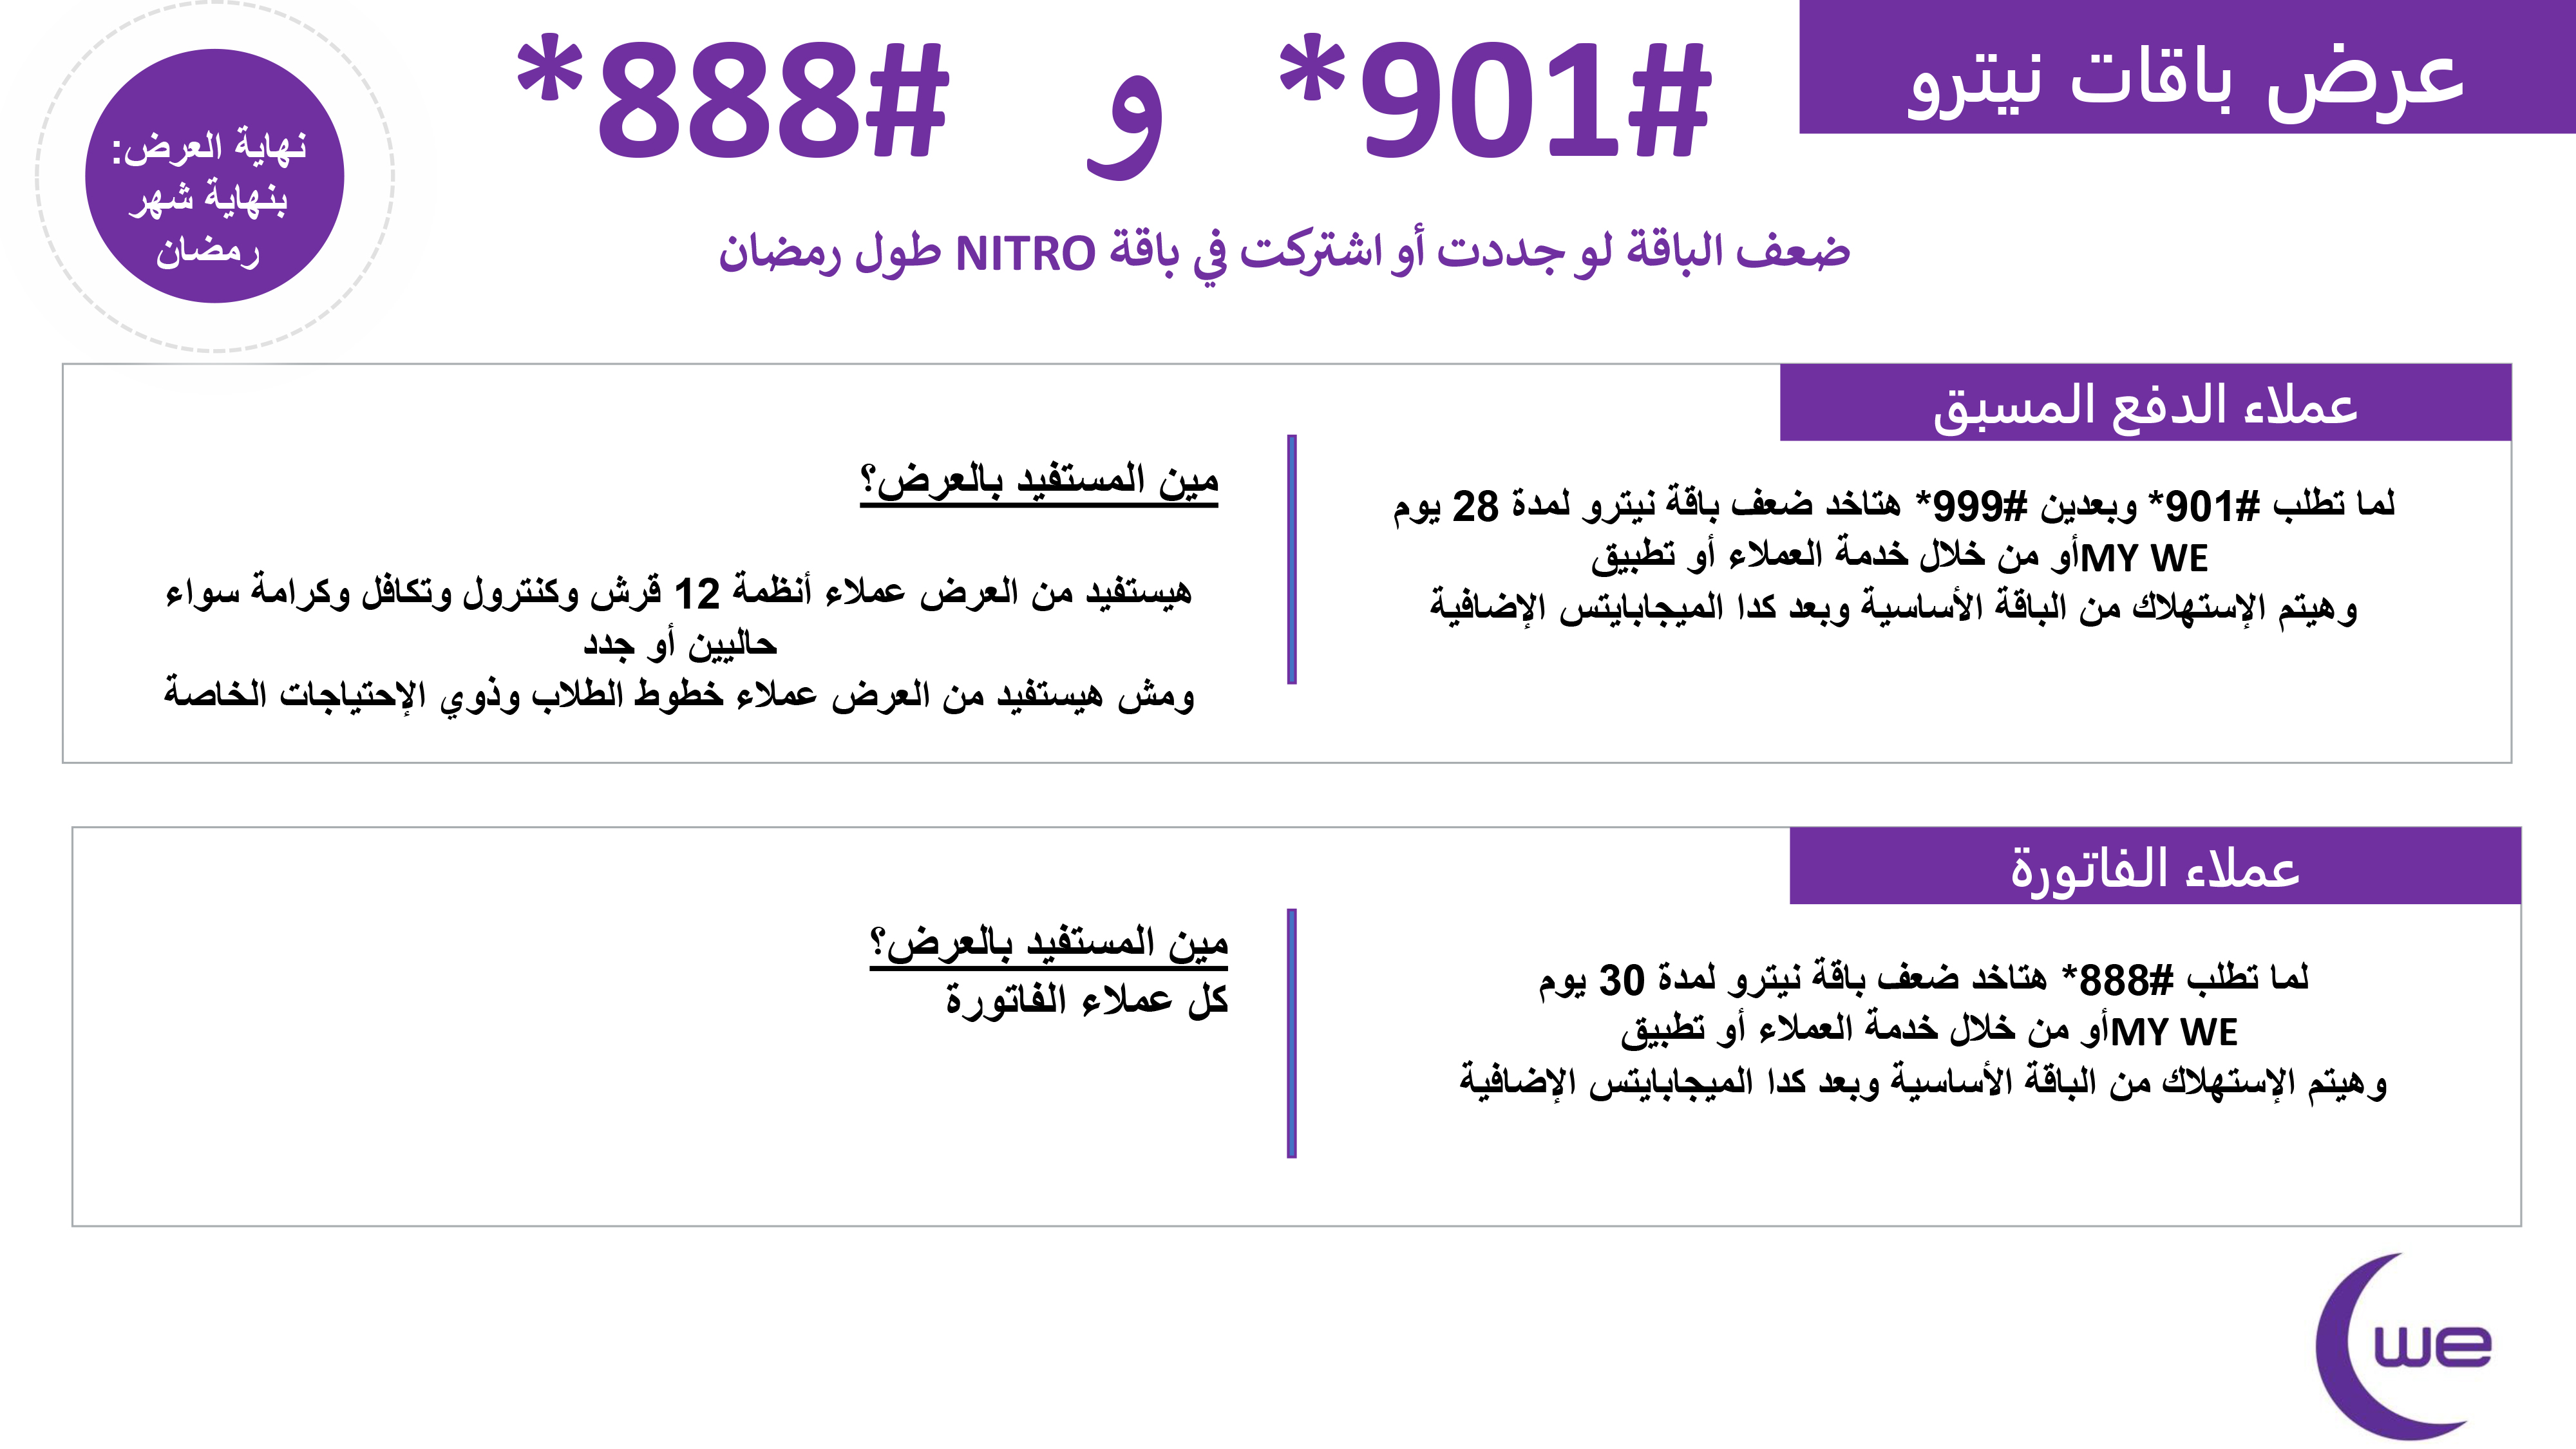 عرض باقات نيترو
*901# و *888#
ضعف الباقة لو جددت أو اشتركت في باقة NITRO طول رمضان
نهاية العرض:
بنهاية شهر
رمضان
عملاء الدفع المسبق
لما تطلب #901* وبعدين #999* هتاخد ضعف باقة نيترو لمدة 28 يوم
MY WEأو من خلال خدمة العملاء أو تطبيق
وهيتم الإستهلاك من الباقة الأساسية وبعد كدا الميجابايتس الإضافية
مين المستفيد بالعرض؟
هيستفيد من العرض عملاء أنظمة 12 قرش وكنترول وتكافل وكرامة سواء
حاليين أو جدد
ومش هيستفيد من العرض عملاء خطوط الطلاب وذوي الإحتياجات الخاصة
عملاء الفاتورة
لما تطلب #888* هتاخد ضعف باقة نيترو لمدة 30 يوم
MY WEأو من خلال خدمة العملاء أو تطبيق
وهيتم الإستهلاك من الباقة الأساسية وبعد كدا الميجابايتس الإضافية
مين المستفيد بالعرض؟
كل عملاء الفاتورة
we